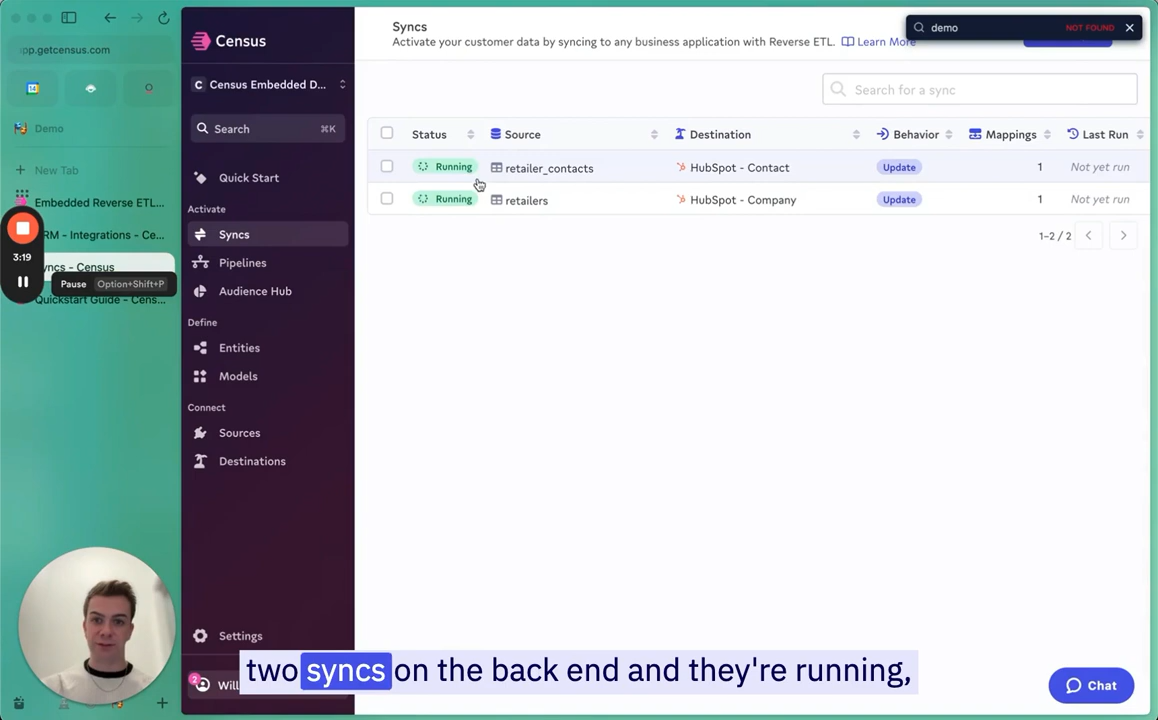 app.getcensus.com
14
Demo
New Tab
Embedded Reverse ETL...
RM - Integrations - Ce...
yncs - Census
Quickstart Guide - Cens...
3:19
Pause Option+Shift+P
Census
C Census Embedded D...
Search ⌘K
Quick Start
Activate
Syncs
Pipelines
Audience Hub
Define
Entities
Models
Connect
Sources
Destinations
Settings
2
Will
Syncs
Activate your customer data by syncing to any business application with Reverse ETL. Learn More
demo NOT FOUND
Search for a sync
Status Source Destination Behavior Mappings Last Run
Running retailer_contacts HubSpot - Contact Update 1 Not yet run
Running retailers HubSpot - Company Update 1 Not yet run
1–2 / 2
two syncs on the back end and they're running,
Chat